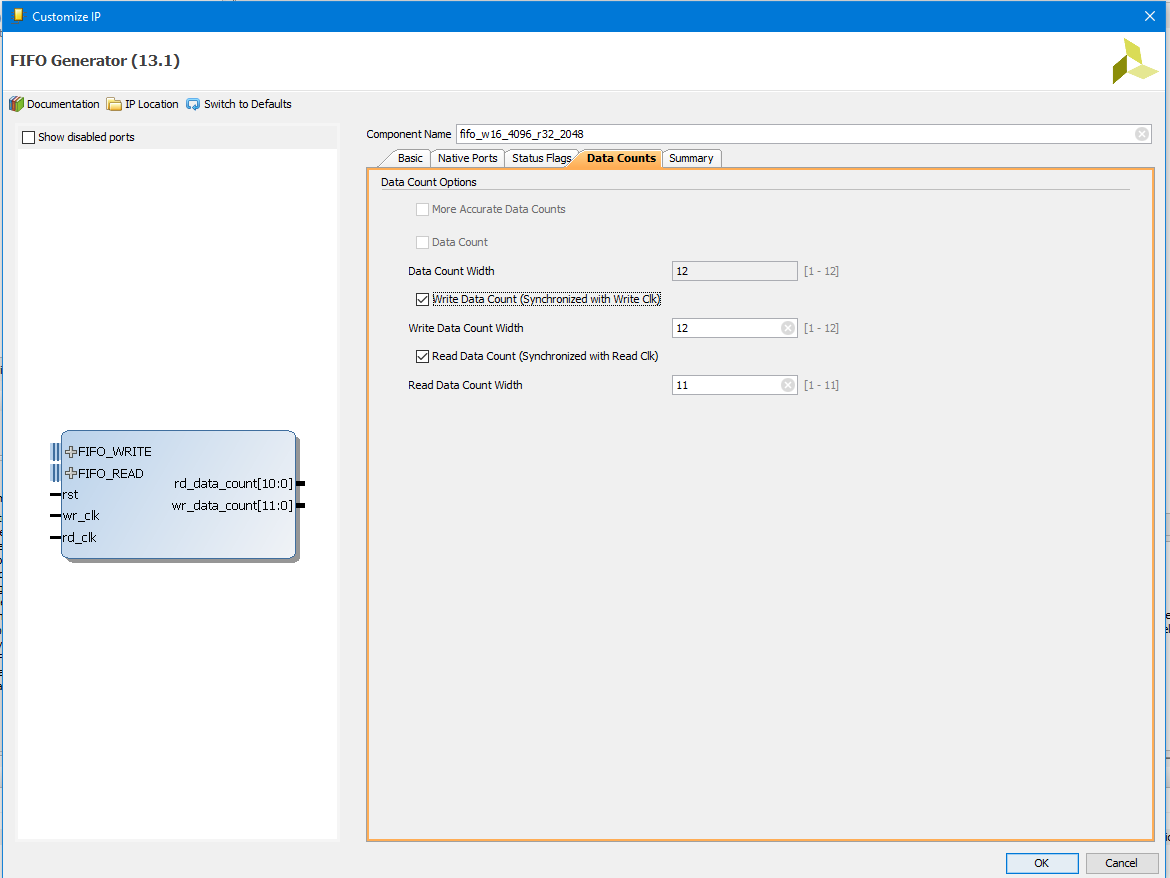 Customize IP
FIFO Generator (13.1)
Documentation IP Location Switch to Defaults
Show disabled ports
Component Name fifo_w16_4096_r32_2048
Basic Native Ports Status Flags Data Counts Summary
Data Count Options
More Accurate Data Counts
Data Count
Data Count Width 12 [1 - 12]
Write Data Count (Synchronized with Write Clk)
Write Data Count Width 12 [1 - 12]
Read Data Count (Synchronized with Read Clk)
Read Data Count Width 11 [1 - 11]
FIFO_WRITE
FIFO_READ
rd_data_count[10:0]
rst
wr_data_count[11:0]
wr_clk
rd_clk
OK Cancel